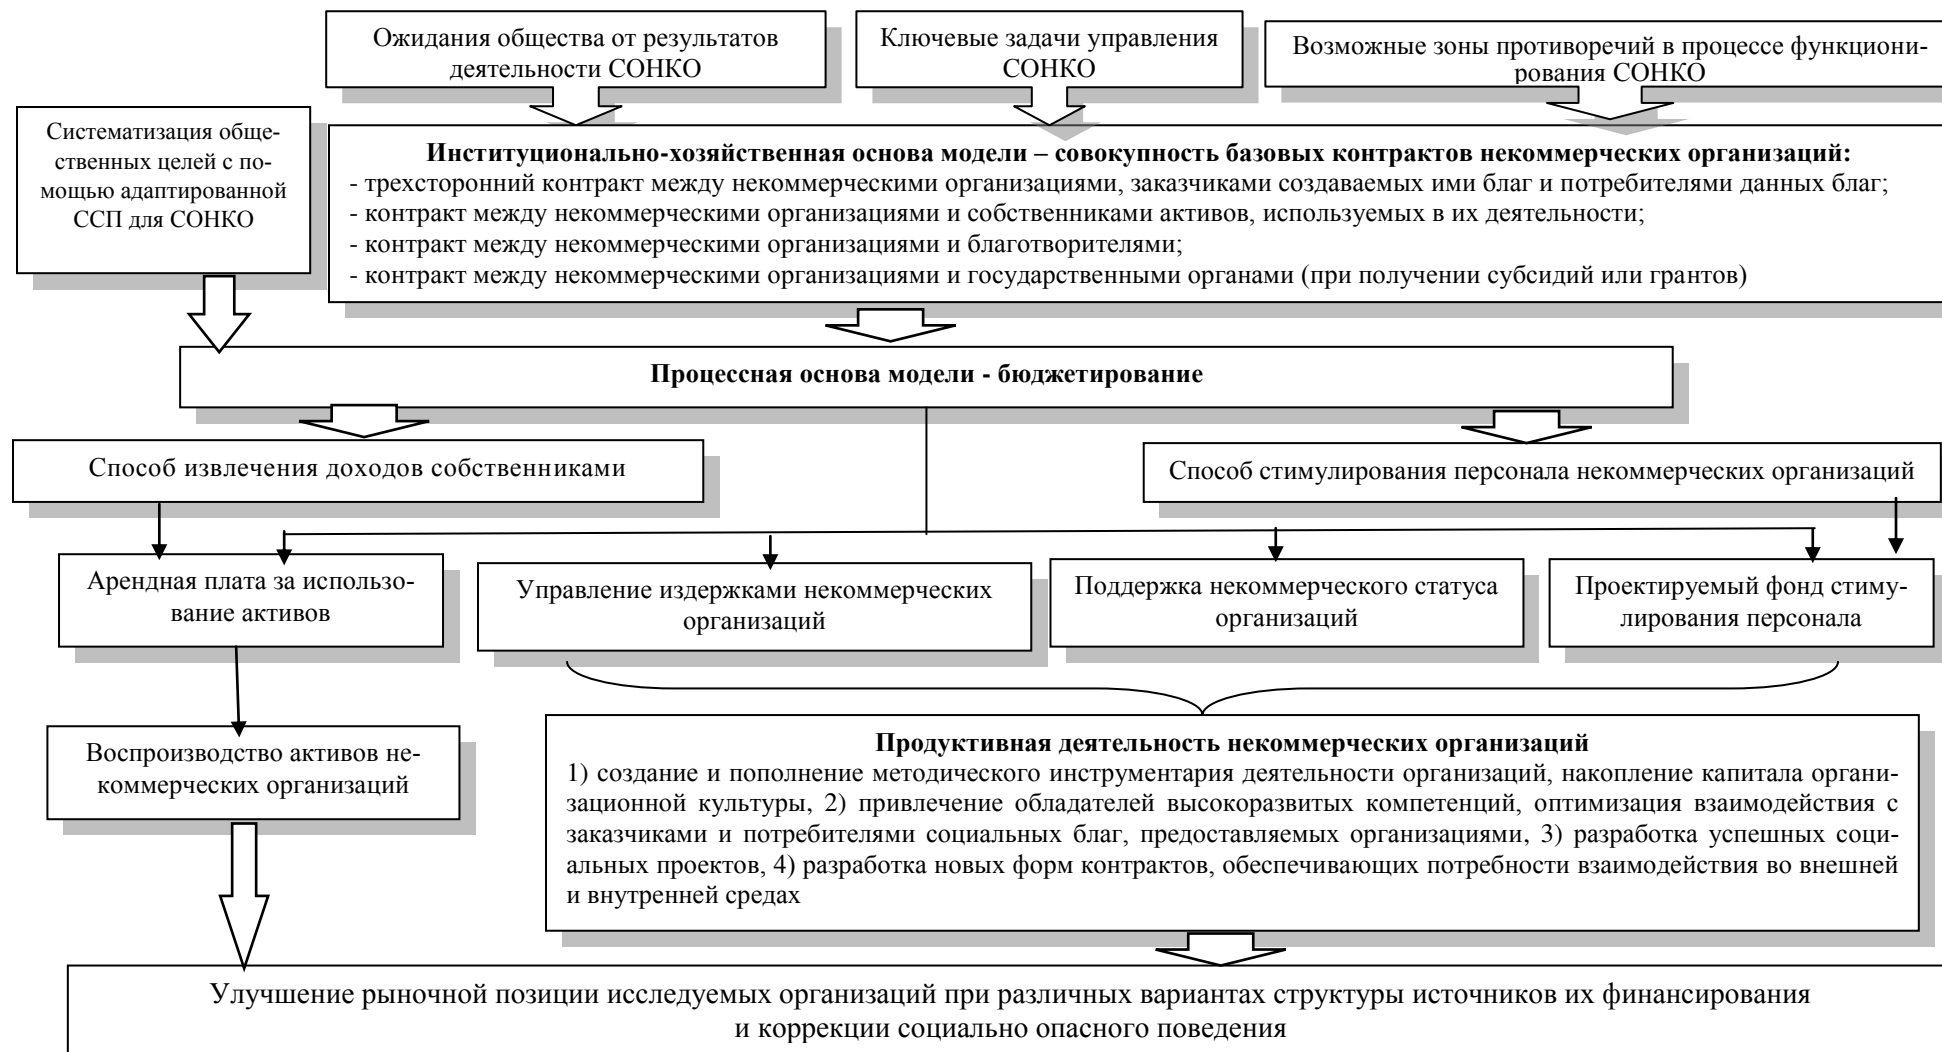 Ожидания общества от результатов
деятельности СОНКО
Ключевые задачи управления
СОНКО
Возможные зоны противоречий в процессе функциони-
рования СОНКО
Систематизация обще-
ственных целей с по-
мощью адаптированной
ССП для СОНКО
Институционально-хозяйственная основа модели – совокупность базовых контрактов некоммерческих организаций:
- трехсторонний контракт между некоммерческими организациями, заказчиками создаваемых ими благ и потребителями данных благ;
- контракт между некоммерческими организациями и собственниками активов, используемых в их деятельности;
- контракт между некоммерческими организациями и благотворителями;
- контракт между некоммерческими организациями и государственными органами (при получении субсидий или грантов)
Процессная основа модели - бюджетирование
Способ извлечения доходов собственниками
Способ стимулирования персонала некоммерческих организаций
Арендная плата за использо-
вание активов
Управление издержками некоммерческих
организаций
Поддержка некоммерческого статуса
организаций
Проектируемый фонд стиму-
лирования персонала
Воспроизводство активов не-
коммерческих организаций
Продуктивная деятельность некоммерческих организаций
1) создание и пополнение методического инструментария деятельности организаций, накопление капитала органи-
зационной культуры, 2) привлечение обладателей высокоразвитых компетенций, оптимизация взаимодействия с
заказчиками и потребителями социальных благ, предоставляемых организациями, 3) разработка успешных соци-
альных проектов, 4) разработка новых форм контрактов, обеспечивающих потребности взаимодействия во внешней
и внутренней средах
Улучшение рыночной позиции исследуемых организаций при различных вариантах структуры источников их финансирования
и коррекции социально опасного поведения